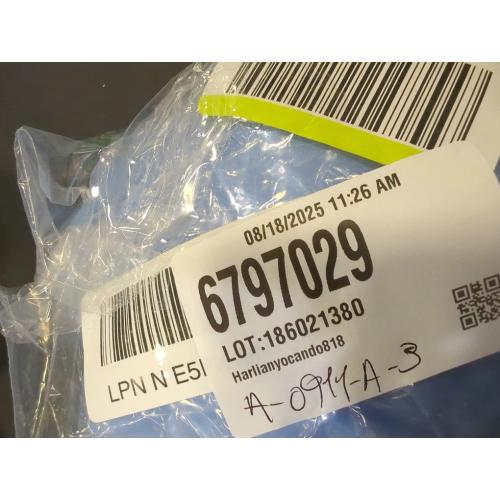 08/18/2025 11:26 AM
6797029
LOT:186021380
Harlianyocando818
A-0911-A-3
LPN N E5